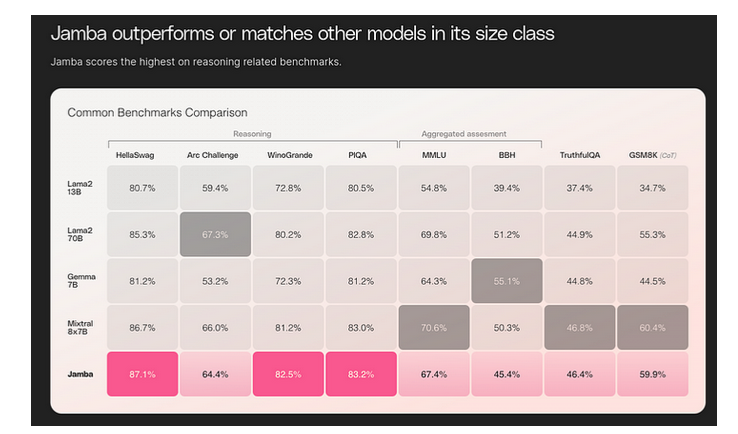 Jamba outperforms or matches other models in its size class
Jamba scores the highest on reasoning related benchmarks.
Common Benchmarks Comparison
Reasoning Aggregated assesment
HellaSwag Arc Challenge WinoGrande PIQA MMLU BBH TruthfulQA GSM8K (CoT)
Lama2
13B
80.7% 59.4% 72.8% 80.5% 54.8% 39.4% 37.4% 34.7%
Lama2
70B
85.3% 67.3% 80.2% 82.8% 69.8% 51.2% 44.9% 55.3%
Gemma
7B
81.2% 53.2% 72.3% 81.2% 64.3% 55.1% 44.8% 44.5%
Mixtral
8x7B
86.7% 66.0% 81.2% 83.0% 70.6% 50.3% 46.8% 60.4%
Jamba 87.1% 64.4% 82.5% 83.2% 67.4% 45.4% 46.4% 59.9%